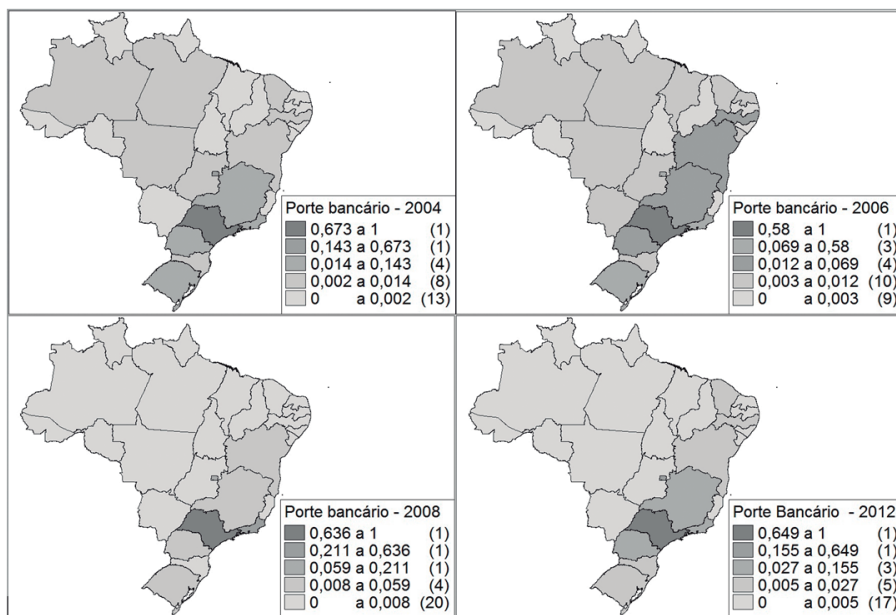 Porte bancário - 2004
0,673 a 1 (1)
0,143 a 0,673 (1)
0,014 a 0,143 (4)
0,002 a 0,014 (8)
0 a 0,002 (13)
Porte bancário - 2006
0,58 a 1 (1)
0,069 a 0,58 (3)
0,012 a 0,069 (4)
0,003 a 0,012 (10)
0 a 0,003 (9)
Porte bancário - 2008
0,636 a 1 (1)
0,211 a 0,636 (1)
0,059 a 0,211 (1)
0,008 a 0,059 (4)
0 a 0,008 (20)
Porte Bancário - 2012
0,649 a 1 (1)
0,155 a 0,649 (1)
0,027 a 0,155 (3)
0,005 a 0,027 (5)
0 a 0,005 (17)